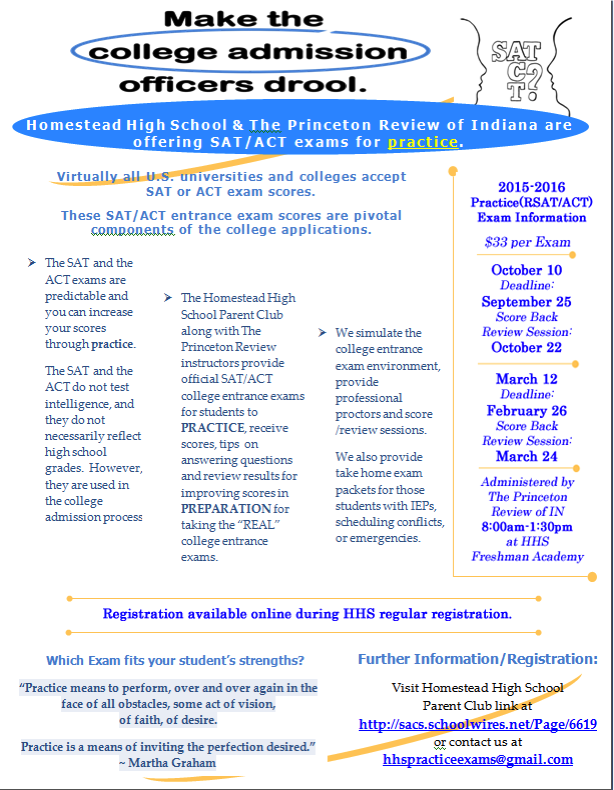 Make the
college admission
officers drool.
SAT
C
T?
Homestead High School & The Princeton Review of Indiana are
offering SAT/ACT exams for practice.
Virtually all U.S. universities and colleges accept
SAT or ACT exam scores.
These SAT/ACT entrance exam scores are pivotal
components of the college applications.
The SAT and the
ACT exams are
predictable and
you can increase
your scores
through practice.
The SAT and the
ACT do not test
intelligence, and
they do not
necessarily reflect
high school
grades. However,
they are used in
the college
admission process
The Homestead High
School Parent Club
along with The
Princeton Review
instructors provide
official SAT/ACT
college entrance exams
for students to
PRACTICE, receive
scores, tips on
answering questions
and review results for
improving scores in
PREPARATION for
taking the "REAL"
college entrance
exams.
We simulate the
college entrance
exam environment,
provide
professional
proctors and score
/review sessions.
We also provide
take home exam
packets for those
students with IEPs,
scheduling conflicts,
or emergencies.
2015-2016
Practice(RSAT/ACT)
Exam Information
$33 per Exam
October 10
Deadline:
September 25
Score Back
Review Session:
October 22
March 12
Deadline:
February 26
Score Back
Review Session:
March 24
Administered by
The Princeton
Review of IN
8:00am-1:30pm
at HHS
Freshman Academy
Registration available online during HHS regular registration.
Which Exam fits your student's strengths?
"Practice means to perform, over and over again in the
face of all obstacles, some act of vision,
of faith, of desire.
Practice is a means of inviting the perfection desired."
~ Martha Graham
Further Information/Registration:
Visit Homestead High School
Parent Club link at
http://sacs.schoolwires.net/Page/6619
or contact us at
hhspracticeexams@gmail.com